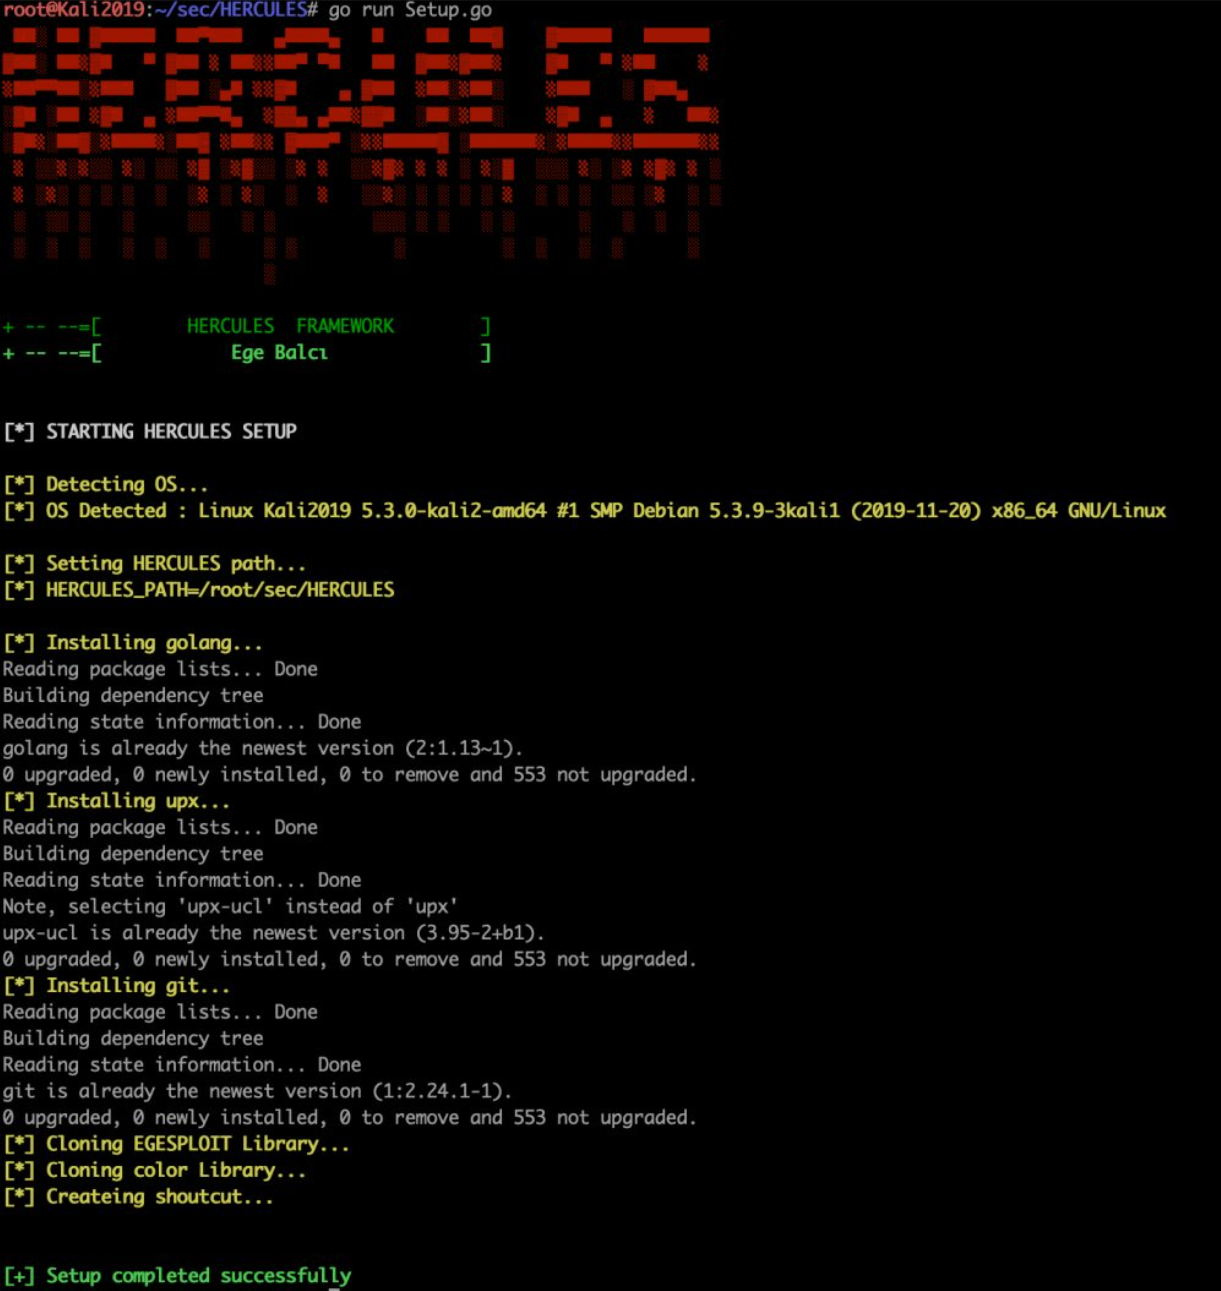 root@Kali2019:~/sec/HERCULES# go run Setup.go
HERCULES
+ -- --=[ HERCULES FRAMEWORK ]
+ -- --=[ Ege Balcı ]
[*] STARTING HERCULES SETUP
[*] Detecting OS...
[*] OS Detected : Linux Kali2019 5.3.0-kali2-amd64 #1 SMP Debian 5.3.9-3kali1 (2019-11-20) x86_64 GNU/Linux
[*] Setting HERCULES path...
[*] HERCULES_PATH=/root/sec/HERCULES
[*] Installing golang...
Reading package lists... Done
Building dependency tree
Reading state information... Done
golang is already the newest version (2:1.13~1).
0 upgraded, 0 newly installed, 0 to remove and 553 not upgraded.
[*] Installing upx...
Reading package lists... Done
Building dependency tree
Reading state information... Done
Note, selecting 'upx-ucl' instead of 'upx'
upx-ucl is already the newest version (3.95-2+b1).
0 upgraded, 0 newly installed, 0 to remove and 553 not upgraded.
[*] Installing git...
Reading package lists... Done
Building dependency tree
Reading state information... Done
git is already the newest version (1:2.24.1-1).
0 upgraded, 0 newly installed, 0 to remove and 553 not upgraded.
[*] Cloning EGESPLOIT Library...
[*] Cloning color Library...
[*] Createing shoutcut...
[+] Setup completed successfully